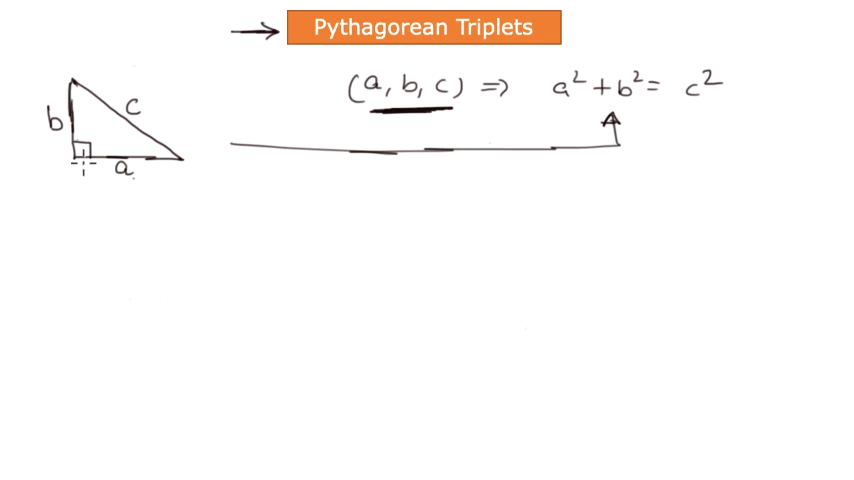 Pythagorean Triplets
(a, b, c) ⇒ a² + b² = c²
b
c
a